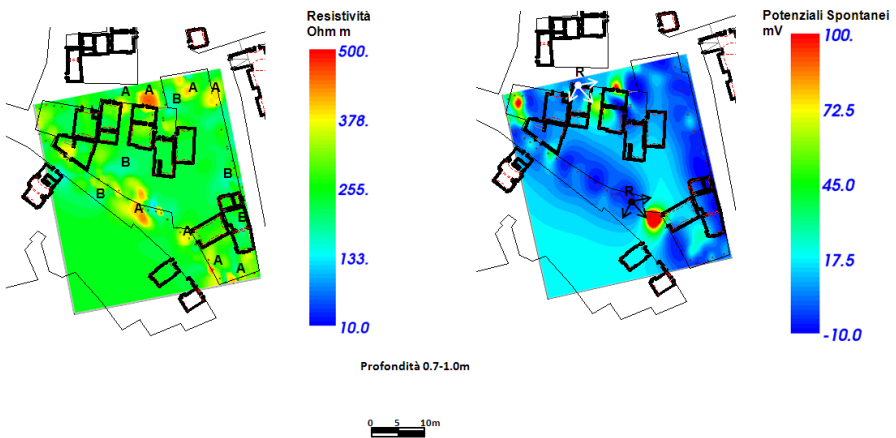 Resistività
Ohm m
500.
378.
255.
133.
10.0
A
A
A
B
A
B
B
B
B
A
A
E
A
A
Potenziali Spontanei
mV
100.
72.5
45.0
17.5
-10.0
R
R
Profondità 0.7-1.0m
0 5 10m